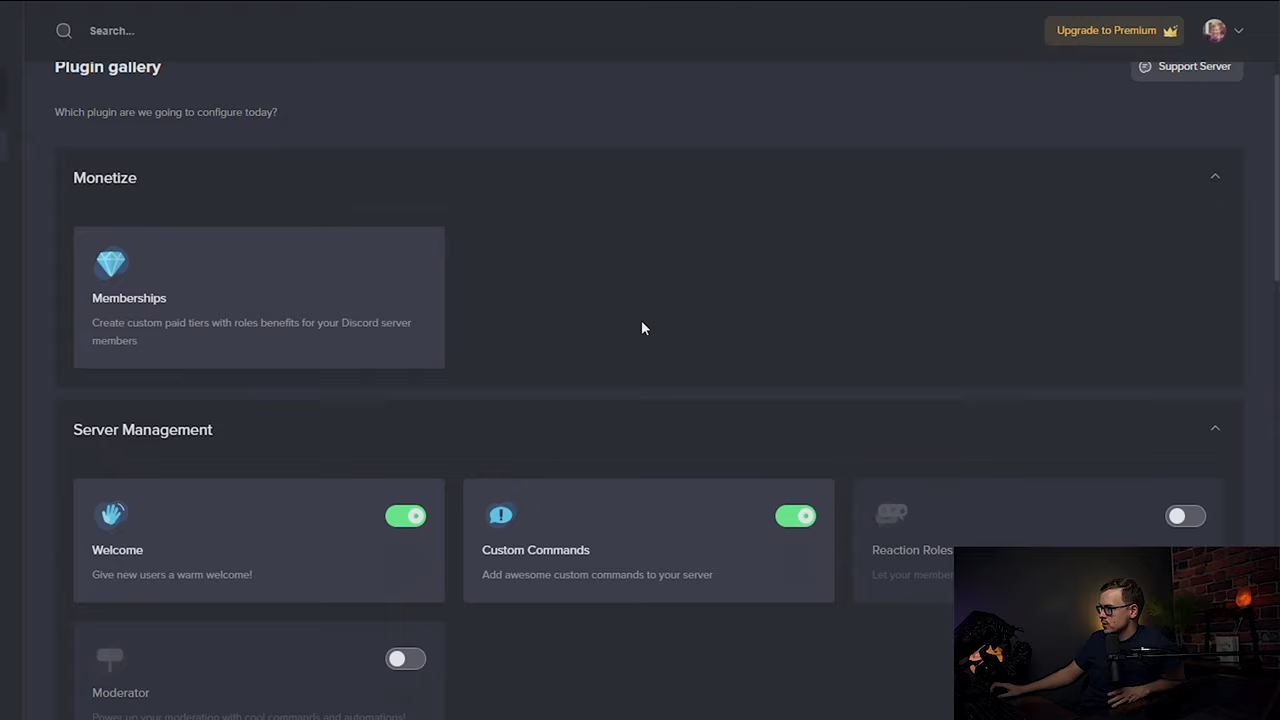 Search...
Upgrade to Premium
Plugin gallery
Support Server
Which plugin are we going to configure today?
Monetize
Memberships
Create custom paid tiers with roles benefits for your Discord server
members
Server Management
Welcome
Give new users a warm welcome!
Custom Commands
Add awesome custom commands to your server
Reaction Roles
Let your member
Moderator
Power up your moderation with cool commands and automations!